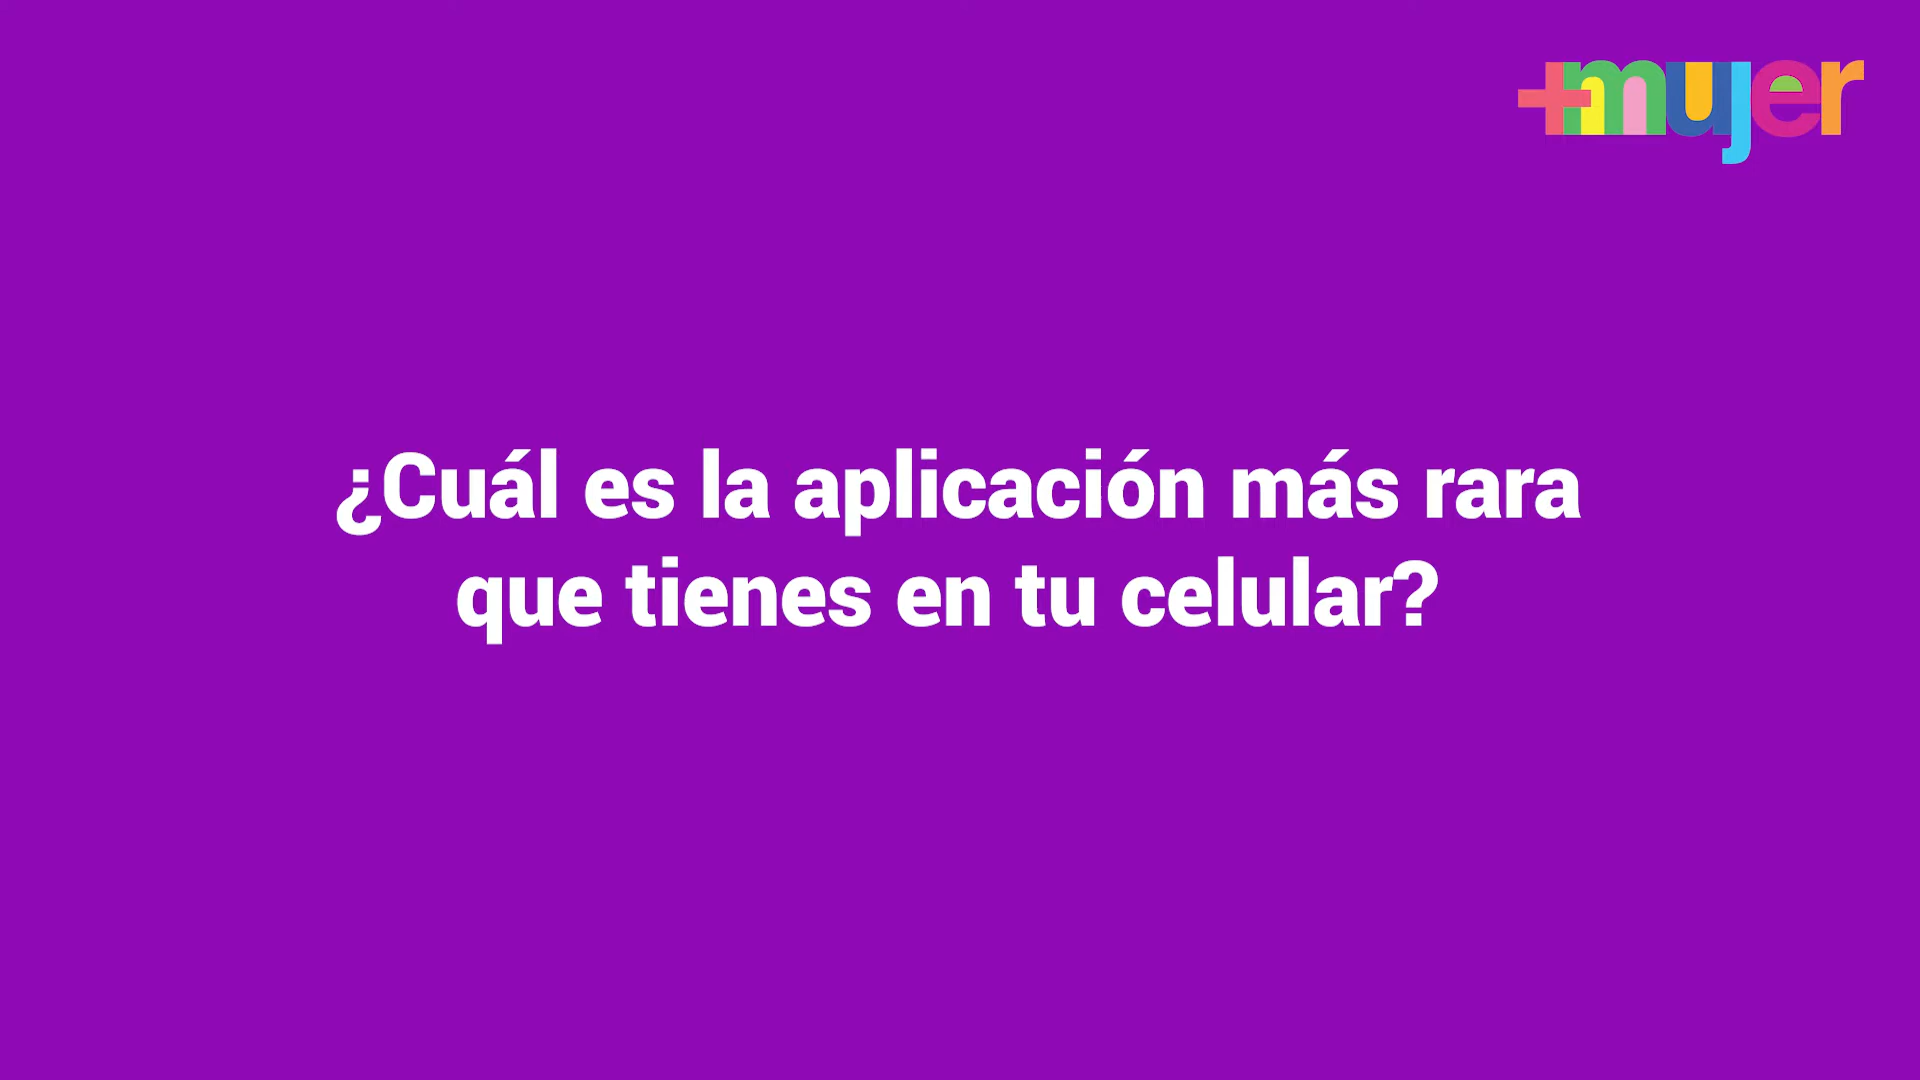 +mujer
¿Cuál es la aplicación más rara
que tienes en tu celular?